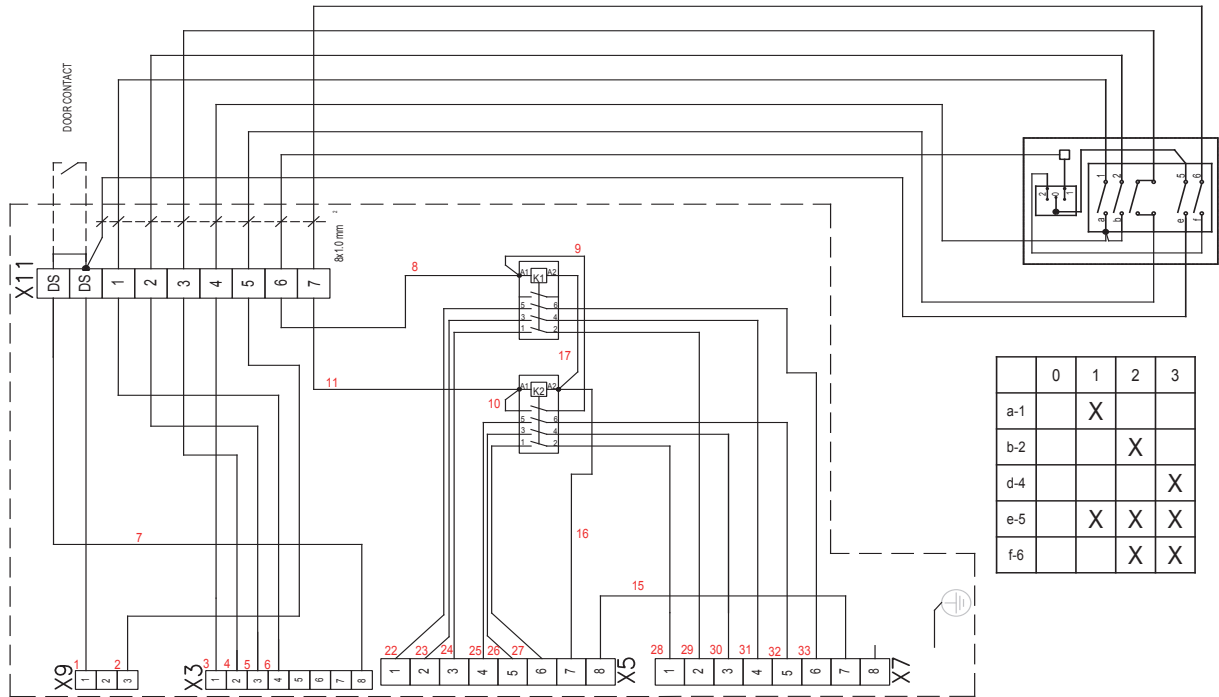 DOOR CONTACT
8x1.0 mm 2
X11
DS DS 1 2 3 4 5 6 7
8
9
A1 K1 A2
5 6
3 4
1 2
17
11
10
A1 K2 A2
5 6
3 4
1 2
7
16
15
1 2
X9
1 2 3
3 4 5 6
X3
1 2 3 4 5 6 7 8
22 23 24 25 26 27
1 2 3 4 5 6 7 8
X5
28 29 30 31 32 33
1 2 3 4 5 6 7 8
X7
2 0 1
1 2 5 6
a b e f
0 1 2 3
a-1 X
b-2 X
d-4 X
e-5 X X X
f-6 X X